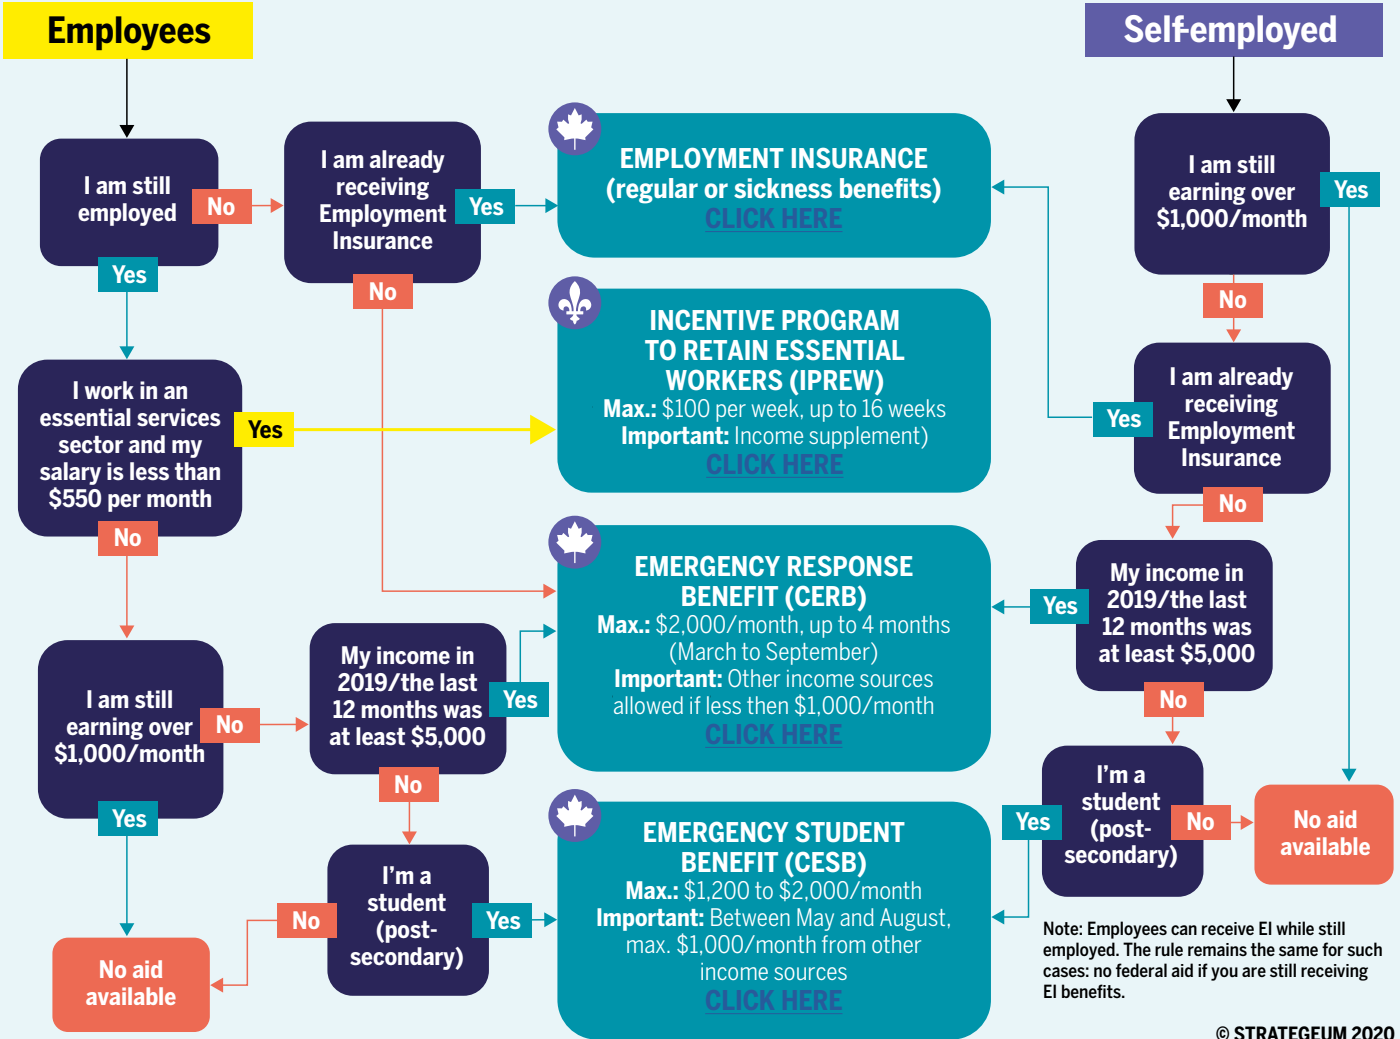 Employees
I am still
employed
No
Yes
I am already
receiving
Employment
Insurance
Yes
No
I work in an
essential services
sector and my
salary is less than
$550 per month
Yes
No
I am still
earning over
$1,000/month
No
Yes
My income in
2019/the last
12 months was
at least $5,000
Yes
No
I'm a
student
(post-
secondary)
Yes
No
No aid
available
EMPLOYMENT INSURANCE
(regular or sickness benefits)
CLICK HERE
INCENTIVE PROGRAM
TO RETAIN ESSENTIAL
WORKERS (IPREW)
Max.: $100 per week, up to 16 weeks
Important: Income supplement)
CLICK HERE
EMERGENCY RESPONSE
BENEFIT (CERB)
Max.: $2,000/month, up to 4 months
(March to September)
Important: Other income sources
allowed if less then $1,000/month
CLICK HERE
EMERGENCY STUDENT
BENEFIT (CESB)
Max.: $1,200 to $2,000/month
Important: Between May and August,
max. $1,000/month from other
income sources
CLICK HERE
Self-employed
I am still
earning over
$1,000/month
Yes
No
I am already
receiving
Employment
Insurance
Yes
No
My income in
2019/the last
12 months was
at least $5,000
Yes
No
I'm a
student
(post-
secondary)
Yes
No
No aid
available
Note: Employees can receive EI while still
employed. The rule remains the same for such
cases: no federal aid if you are still receiving
EI benefits.
© STRATEGEUM 2020